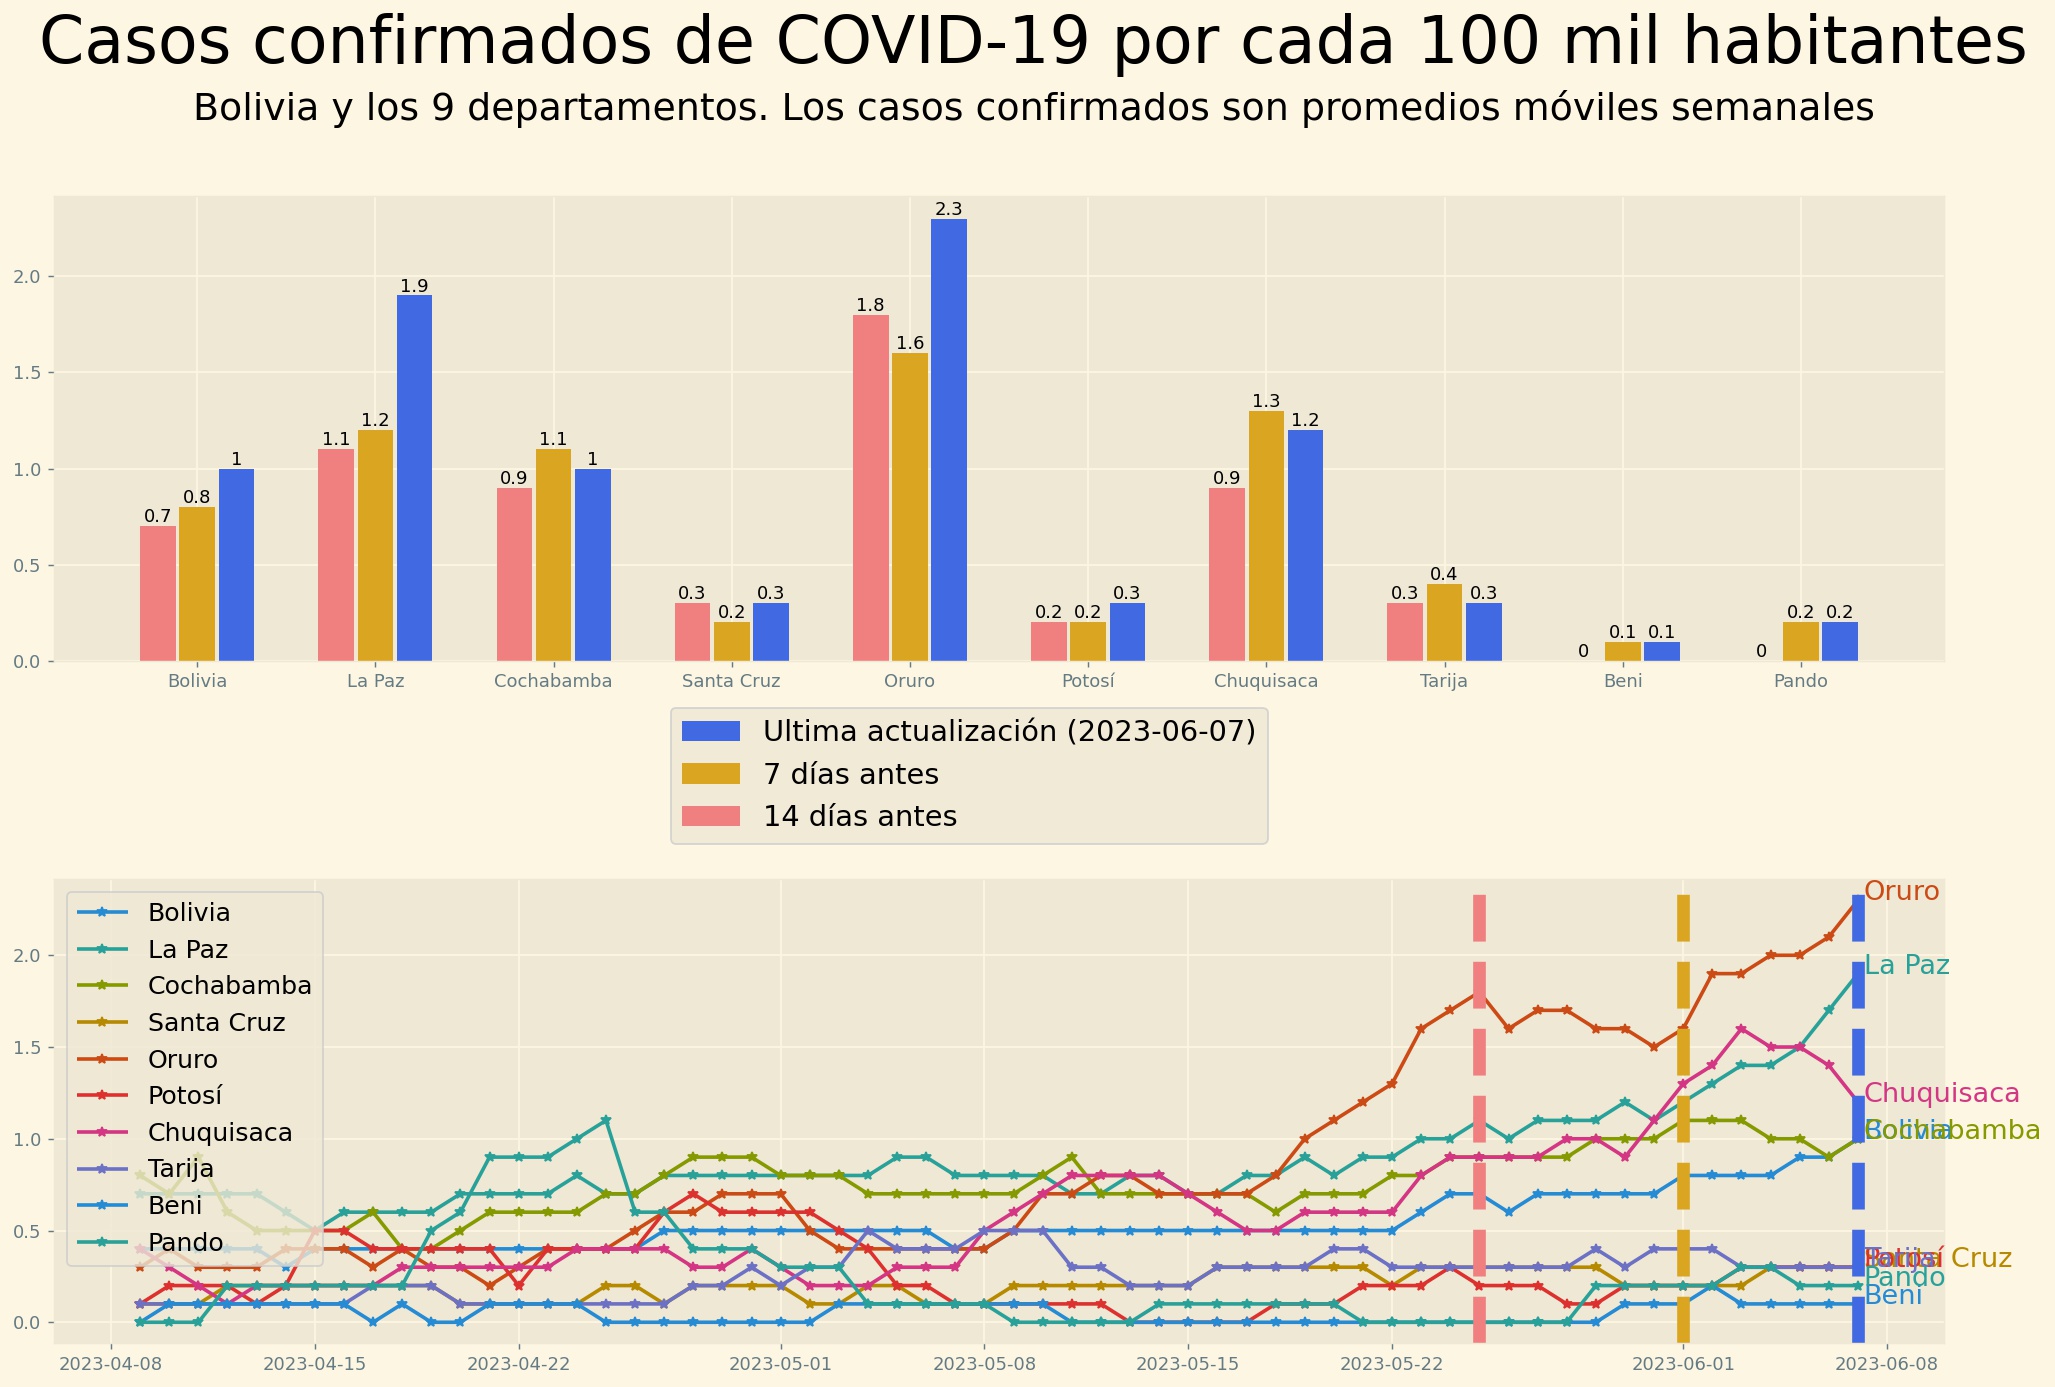 Casos confirmados de COVID-19 por cada 100 mil habitantes
Bolivia y los 9 departamentos. Los casos confirmados son promedios móviles semanales
2.0
1.5
1.0
0.5
0.0
0.7 0.8 1
1.1 1.2 1.9
0.9 1.1 1
0.3 0.2 0.3
1.8 1.6 2.3
0.2 0.2 0.3
0.9 1.3 1.2
0.3 0.4 0.3
0 0.1 0.1
0 0.2 0.2
Bolivia La Paz Cochabamba Santa Cruz Oruro Potosí Chuquisaca Tarija Beni Pando
Ultima actualización (2023-06-07)
7 días antes
14 días antes
2.0
1.5
1.0
0.5
0.0
Bolivia
La Paz
Cochabamba
Santa Cruz
Oruro
Potosí
Chuquisaca
Tarija
Beni
Pando
Oruro
La Paz
Chuquisaca
Bolivia
Cochabamba
Santa Cruz
Potosí
Tarija
Pando
Beni
2023-04-08 2023-04-15 2023-04-22 2023-05-01 2023-05-08 2023-05-15 2023-05-22 2023-06-01 2023-06-08